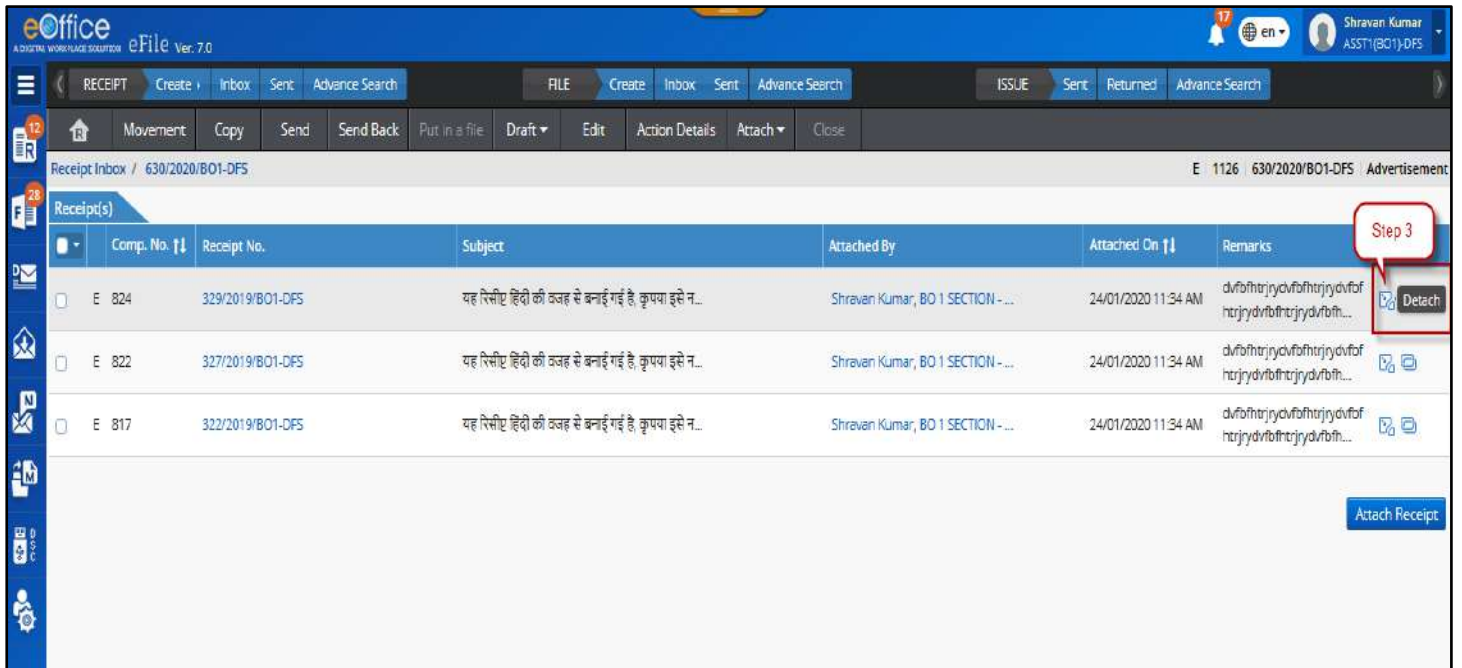 eOffice
A DIGITAL WORKPLACE SOLUTION eFile Ver. 7.0
17
en
Shravan Kumar
ASST1(BO1)-DFS
RECEIPT Create Inbox Sent Advance Search FILE Create Inbox Sent Advance Search ISSUE Sent Returned Advance Search
12
R
R Movement Copy Send Send Back Put in a file Draft Edit Action Details Attach Close
Receipt Inbox / 630/2020/BO1-DFS E 1126 630/2020/BO1-DFS Advertisement
28
F
Receipt(s)
Step 3
Comp. No. Receipt No. Subject Attached By Attached On Remarks
D
E 824 329/2019/BO1-DFS यह रिसीप्ट हिंदी की वजह से बनाई गई है, कृपया इसे न... Shravan Kumar, BO 1 SECTION - ... 24/01/2020 11:34 AM dvfbfhtrjrydvfbfhtrjrydvfbf
htrjrydvfbfhtrjrydvfbfh...
Detach
E 822 327/2019/BO1-DFS यह रिसीप्ट हिंदी की वजह से बनाई गई है, कृपया इसे न... Shravan Kumar, BO 1 SECTION - ... 24/01/2020 11:34 AM dvfbfhtrjrydvfbfhtrjrydvfbf
htrjrydvfbfhtrjrydvfbfh...
N
E 817 322/2019/BO1-DFS यह रिसीप्ट हिंदी की वजह से बनाई गई है, कृपया इसे न... Shravan Kumar, BO 1 SECTION - ... 24/01/2020 11:34 AM dvfbfhtrjrydvfbfhtrjrydvfbf
htrjrydvfbfhtrjrydvfbfh...
M
Attach Receipt
DSC